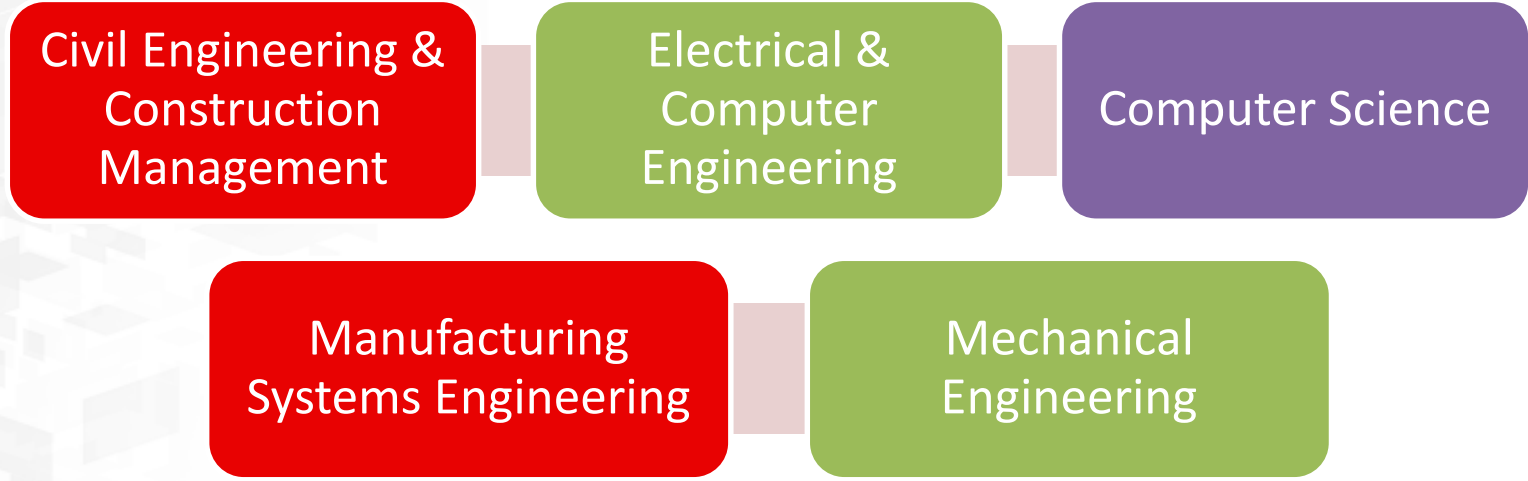 Civil Engineering &
Construction
Management
Electrical &
Computer
Engineering
Computer Science
Manufacturing
Systems Engineering
Mechanical
Engineering